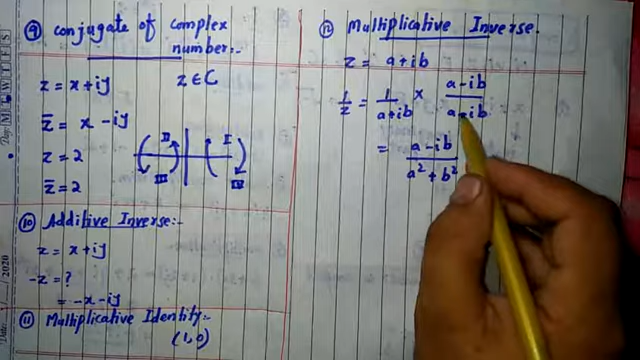 ⑨ conjugate of complex
number:-
z = x+iy z∈C
z̅ = x - iy
z = 2
z̅ = 2
II I
III IV
⑩ Additive Inverse:-
z = x+iy
-z = ?
= -x-iy
⑪ Multiplicative Identity:
(1,0)
⑫ Multiplicative Inverse.
z = a+ib
1/z = 1/(a+ib) × (a-ib)/(a-ib)
= (a-ib)/(a²+b²)